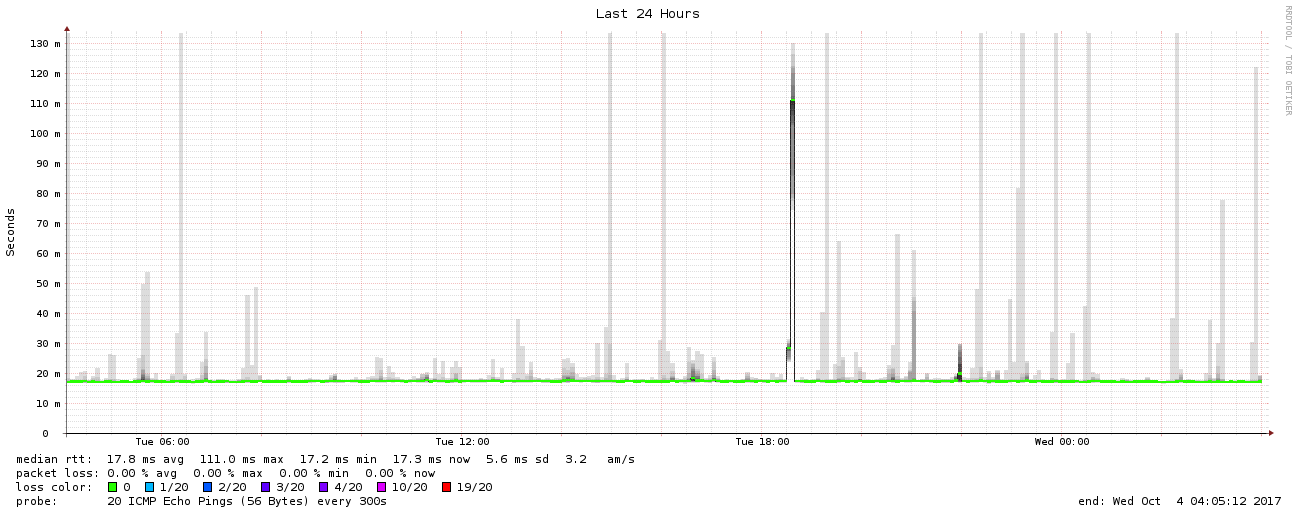 Last 24 Hours
RRDTOOL / TOBI OETIKER
Seconds
130 m
120 m
110 m
100 m
90 m
80 m
70 m
60 m
50 m
40 m
30 m
20 m
10 m
0
Tue 06:00 Tue 12:00 Tue 18:00 Wed 00:00
median rtt: 17.8 ms avg 111.0 ms max 17.2 ms min 17.3 ms now 5.6 ms sd 3.2 am/s
packet loss: 0.00 % avg 0.00 % max 0.00 % min 0.00 % now
loss color: 0 1/20 2/20 3/20 4/20 10/20 19/20
probe: 20 ICMP Echo Pings (56 Bytes) every 300s end: Wed Oct 4 04:05:12 2017